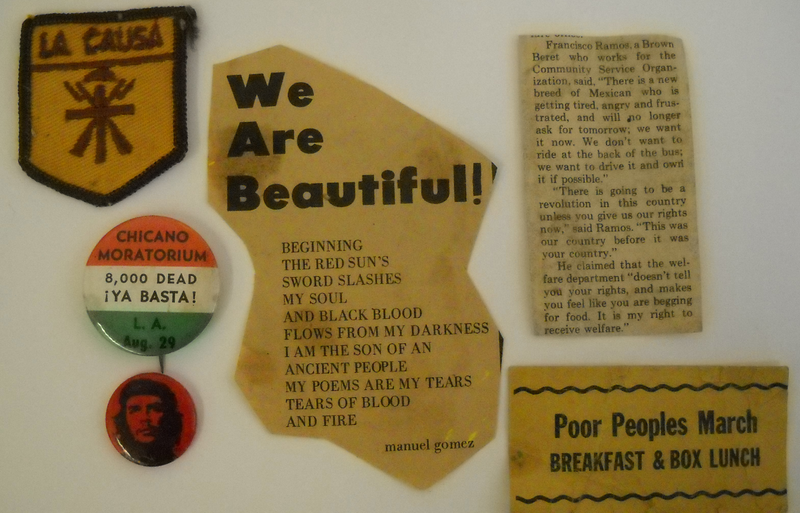 LA CAUSA
CHICANO
MORATORIUM
8,000 DEAD
¡YA BASTA!
L. A.
Aug. 29
We
Are
Beautiful!
BEGINNING
THE RED SUN'S
SWORD SLASHES
MY SOUL
AND BLACK BLOOD
FLOWS FROM MY DARKNESS
I AM THE SON OF AN
ANCIENT PEOPLE
MY POEMS ARE MY TEARS
TEARS OF BLOOD
AND FIRE
manuel gomez
Francisco Ramos, a Brown
Beret who works for the
Community Service Organ-
ization, said, "There is a new
breed of Mexican who is
getting tired, angry and frus-
trated, and will no longer
ask for tomorrow; we want
it now. We don't want to
ride at the back of the bus;
we want to drive it and own
it if possible."
"There is going to be a
revolution in this country
unless you give us our rights
now," said Ramos. "This was
our country before it was
your country."
He claimed that the wel-
fare department "doesn't tell
you your rights, and makes
you feel like you are begging
for food. It is my right to
receive welfare."
Poor Peoples March
BREAKFAST & BOX LUNCH